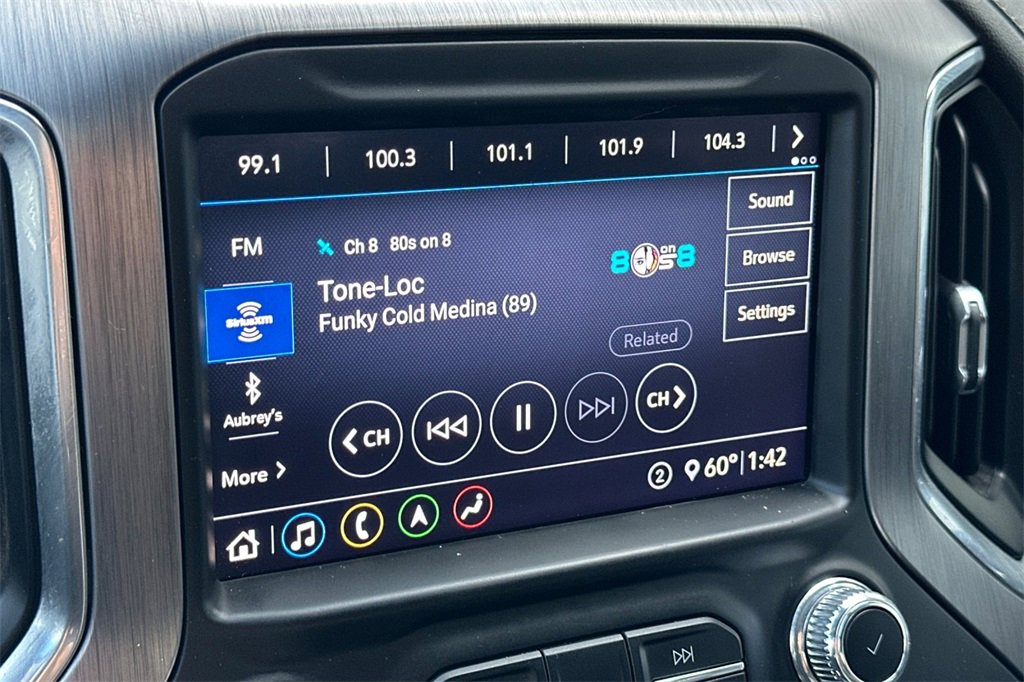 99.1 | 100.3 | 101.1 | 101.9 | 104.3 |
Sound
FM
Ch 8 80s on 8
8 on 8
Browse
Tone-Loc
SiriusXM
Funky Cold Medina (89)
Settings
Related
Aubrey's
< CH
CH >
More >
2 60° | 1:42